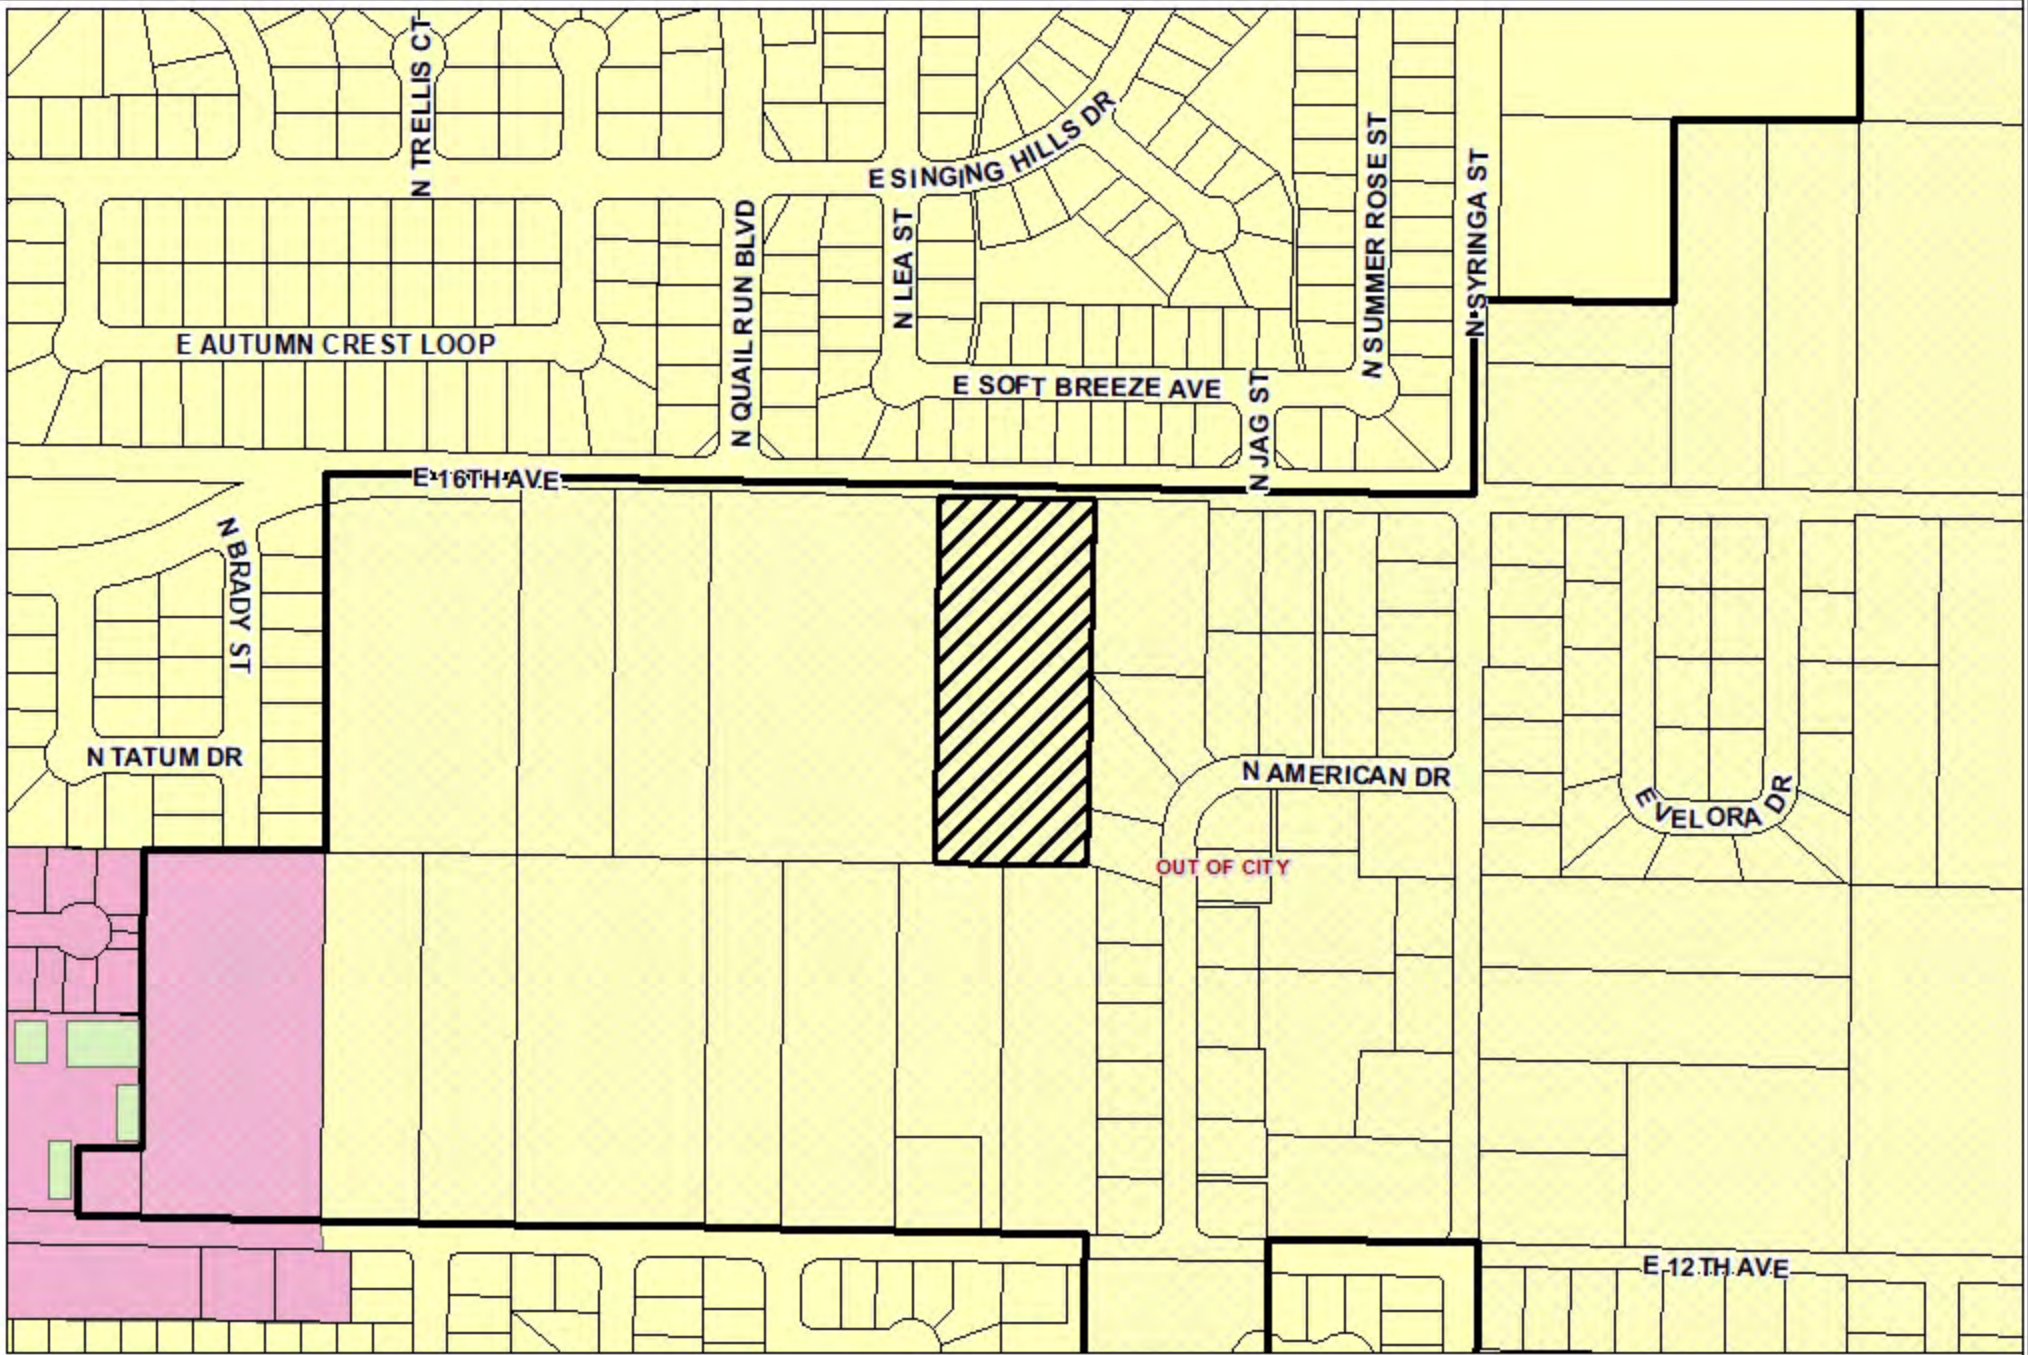 N TRELLIS CT
E SINGING HILLS DR
N QUAIL RUN BLVD
N LEA ST
N SUMMER ROSE ST
N SYRINGA ST
E AUTUMN CREST LOOP
E SOFT BREEZE AVE
N JAG ST
E 16TH AVE
N BRADY ST
N TATUM DR
N AMERICAN DR
E VELORA DR
OUT OF CITY
E 12TH AVE